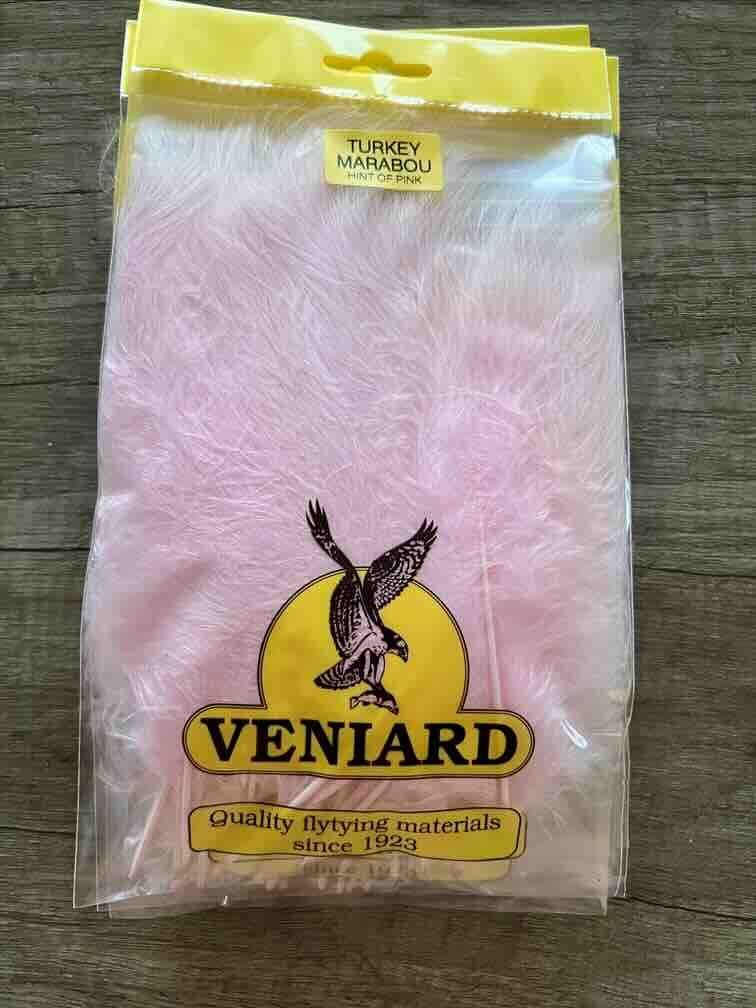 TURKEY
MARABOU
HINT OF PINK
VENIARD
Quality flytying materials
since 1923